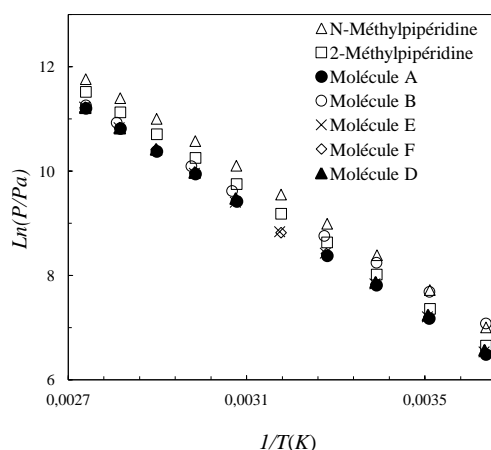 N-Méthylpipéridine
2-Méthylpipéridine
Molécule A
Molécule B
Molécule E
Molécule F
Molécule D
12
10
8
6
Ln(P/Pa)
0,0027
0,0031
0,0035
1/T(K)